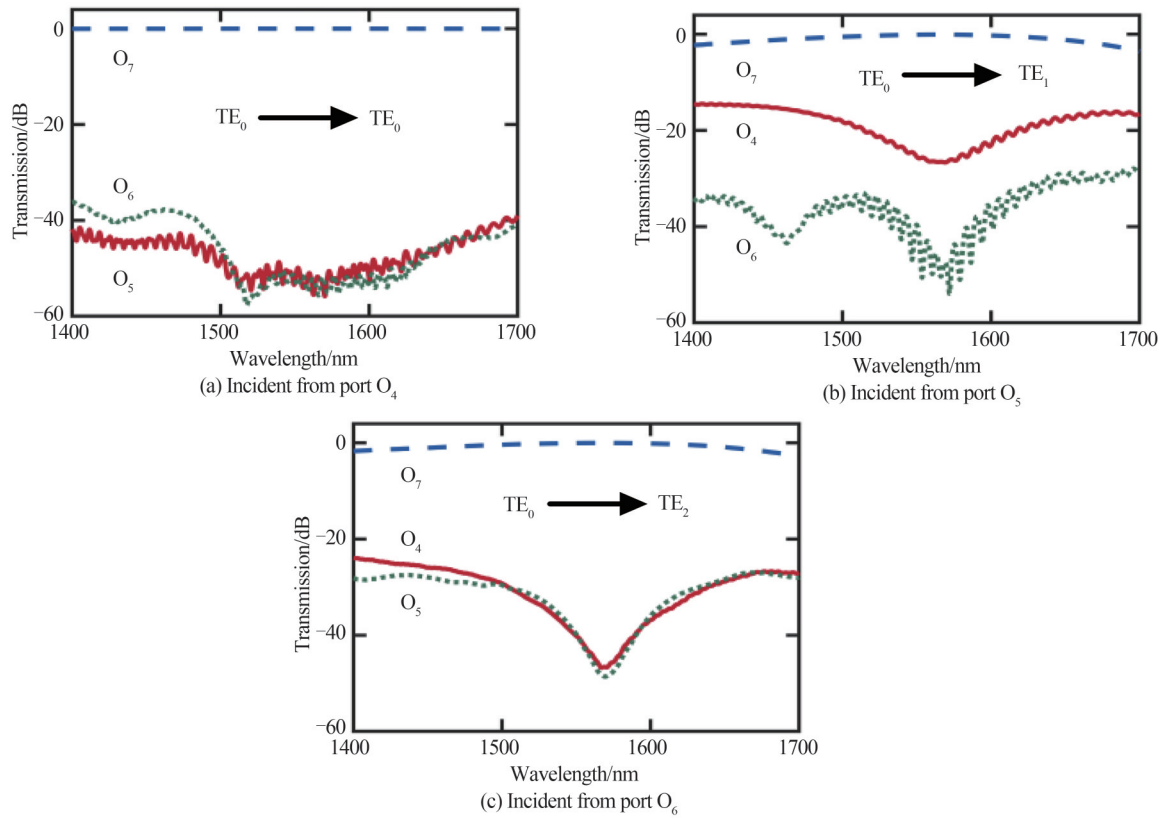 0
−20
−40
−60
Transmission/dB
O₇
TE₀ TE₀
O₆
O₅
1400 1500 1600 1700
Wavelength/nm
(a) Incident from port O₄
0
−20
−40
−60
Transmission/dB
O₇
TE₀ TE₁
O₄
O₆
1400 1500 1600 1700
Wavelength/nm
(b) Incident from port O₅
0
−20
−40
−60
Transmission/dB
O₇
TE₀ TE₂
O₄
O₅
1400 1500 1600 1700
Wavelength/nm
(c) Incident from port O₆